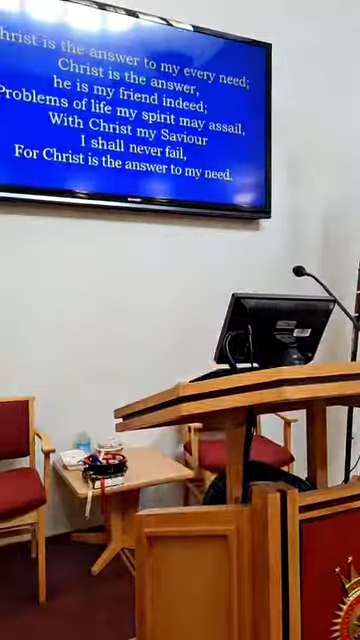 Christ is the answer to my every need;
Christ is the answer,
he is my friend indeed;
Problems of life my spirit may assail,
With Christ my Saviour
I shall never fail,
For Christ is the answer to my need.
SHARP